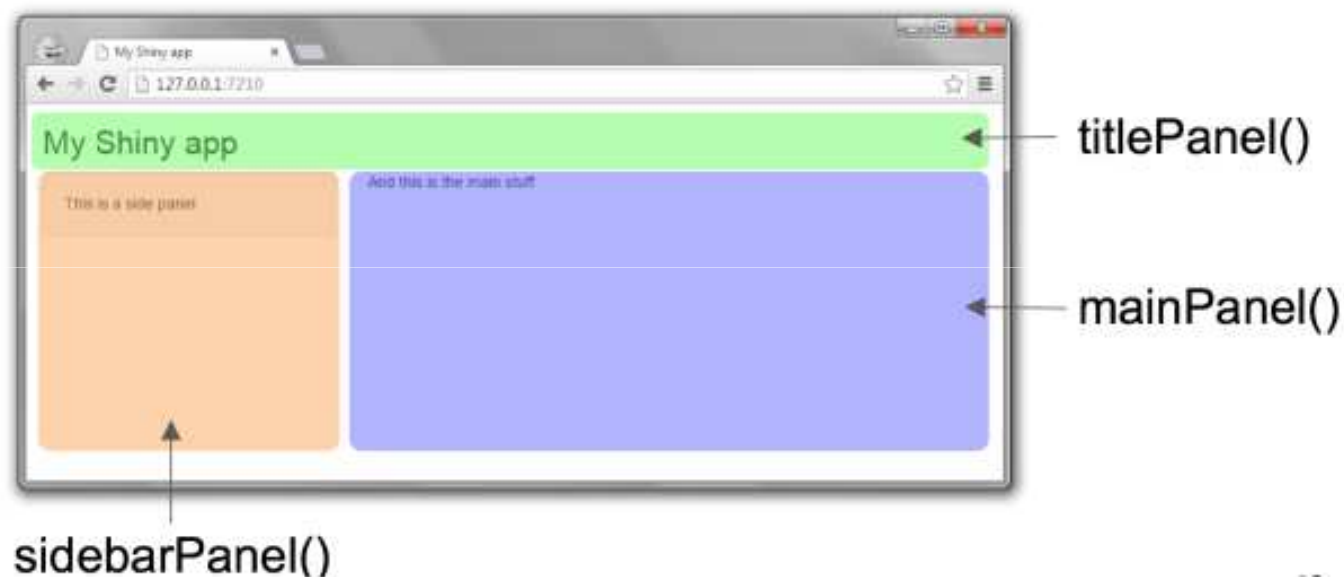 My Shiny app
127.0.0.1:7210
My Shiny app
titlePanel()
This is a side panel
And this is the main stuff
mainPanel()
sidebarPanel()